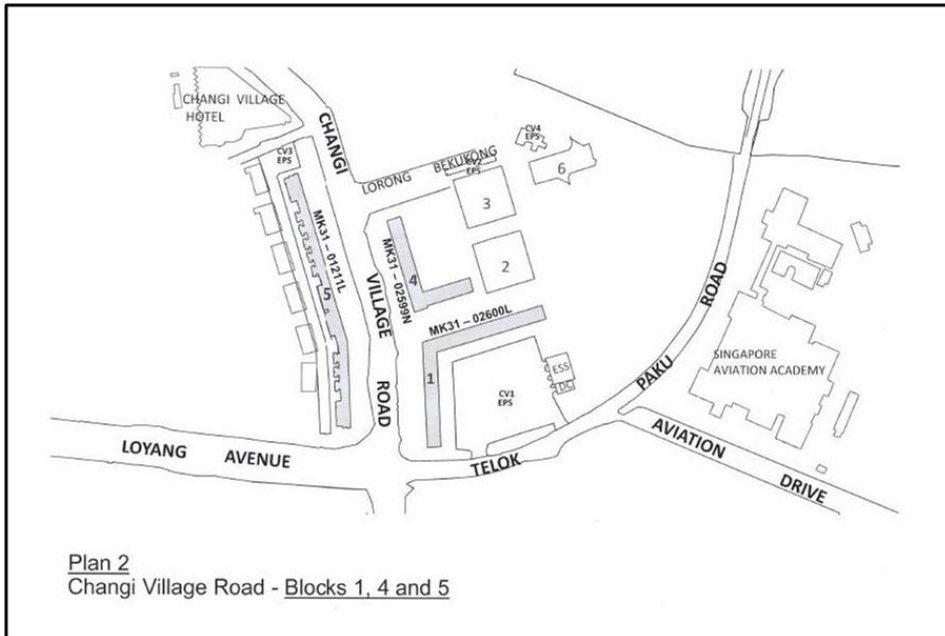 CHANGI VILLAGE
HOTEL
CHANGI
CV3
EPS
CV4
EPS
LORONG BEKUKONG
CV2
EPS
6
3
MK31 – 01211L
5
MK31 – 02599N
4
VILLAGE
2
MK31 – 02600L
1
ROAD
CV1
EPS
ESS
DC
ROAD
PAKU
TELOK
SINGAPORE
AVIATION ACADEMY
LOYANG AVENUE
AVIATION
DRIVE
Plan 2
Changi Village Road - Blocks 1, 4 and 5